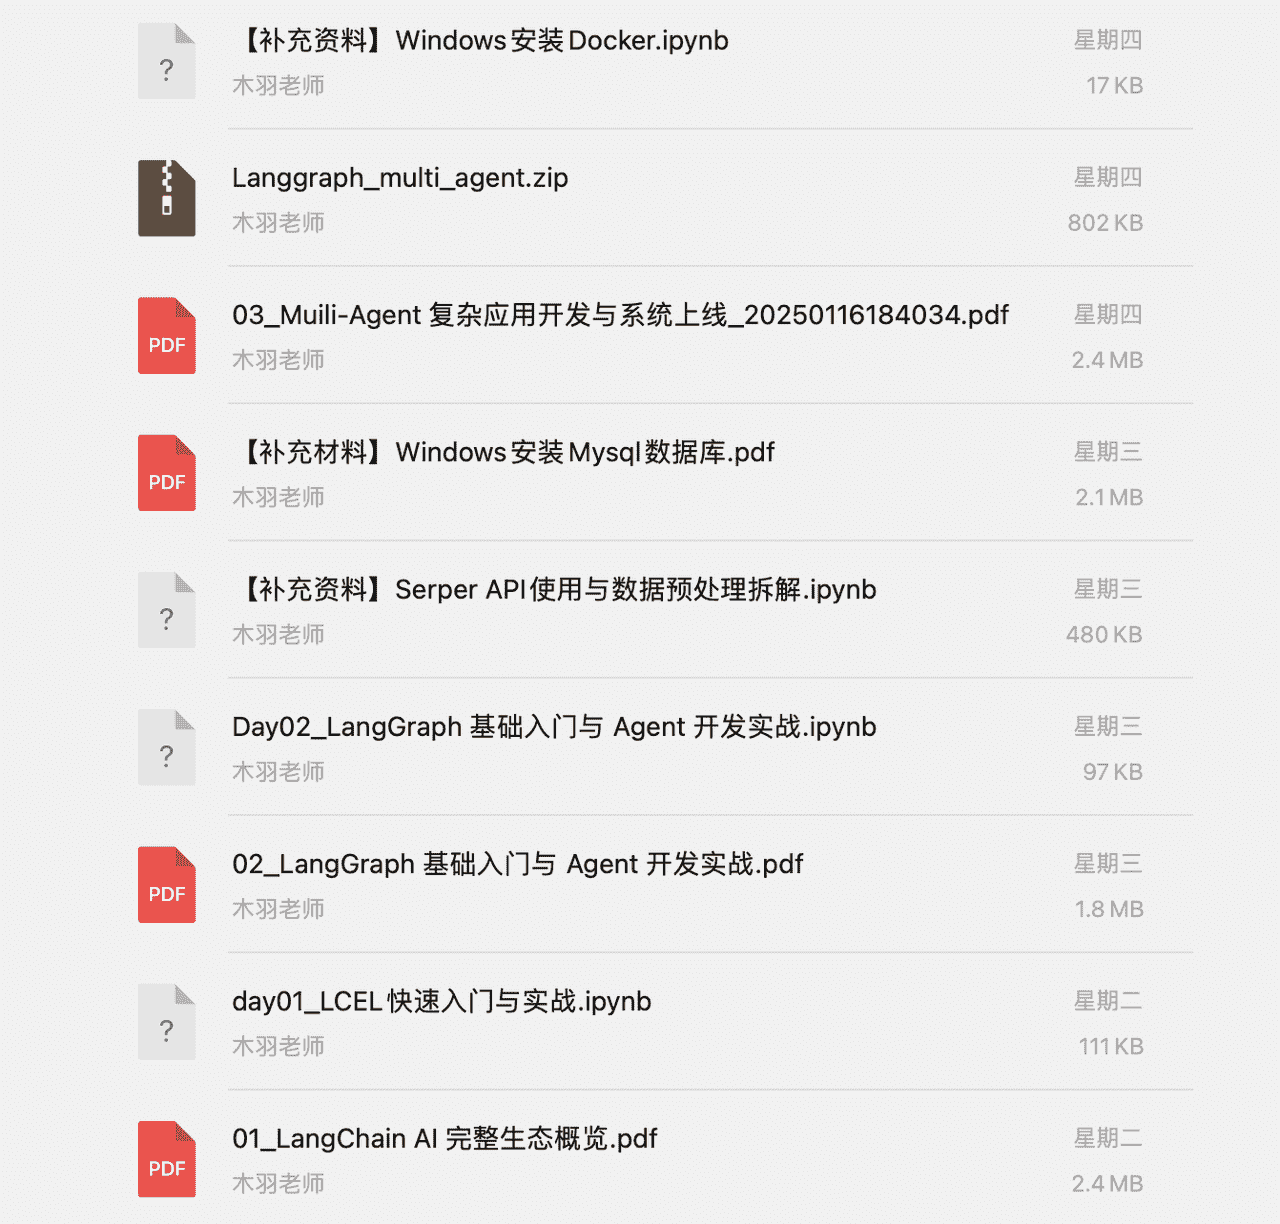 【补充资料】Windows安装Docker.ipynb 星期四
? 木羽老师 17 KB
Langgraph_multi_agent.zip 星期四
木羽老师 802 KB
03_Muili-Agent 复杂应用开发与系统上线_20250116184034.pdf 星期四
PDF 木羽老师 2.4 MB
【补充材料】Windows安装Mysql数据库.pdf 星期三
PDF 木羽老师 2.1 MB
【补充资料】Serper API使用与数据预处理拆解.ipynb 星期三
? 木羽老师 480 KB
Day02_LangGraph 基础入门与 Agent 开发实战.ipynb 星期三
? 木羽老师 97 KB
02_LangGraph 基础入门与 Agent 开发实战.pdf 星期三
PDF 木羽老师 1.8 MB
day01_LCEL快速入门与实战.ipynb 星期二
? 木羽老师 111 KB
01_LangChain AI 完整生态概览.pdf 星期二
PDF 木羽老师 2.4 MB